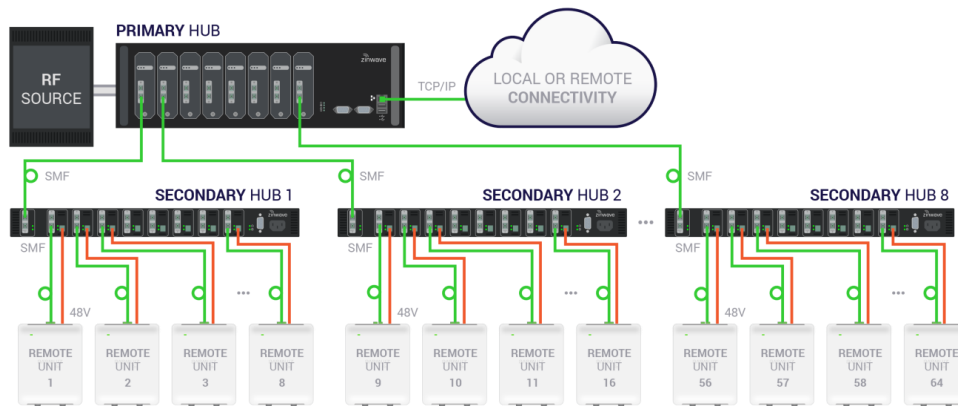 PRIMARY HUB
RF
SOURCE
zinwave
TCP/IP
LOCAL OR REMOTE
CONNECTIVITY
SMF
SMF
SMF
SECONDARY HUB 1
SECONDARY HUB 2
SECONDARY HUB 8
zinwave
zinwave
zinwave
SMF
SMF
SMF
48V
48V
48V
REMOTE
UNIT
1
REMOTE
UNIT
2
REMOTE
UNIT
3
REMOTE
UNIT
8
REMOTE
UNIT
9
REMOTE
UNIT
10
REMOTE
UNIT
11
REMOTE
UNIT
16
REMOTE
UNIT
56
REMOTE
UNIT
57
REMOTE
UNIT
58
REMOTE
UNIT
64